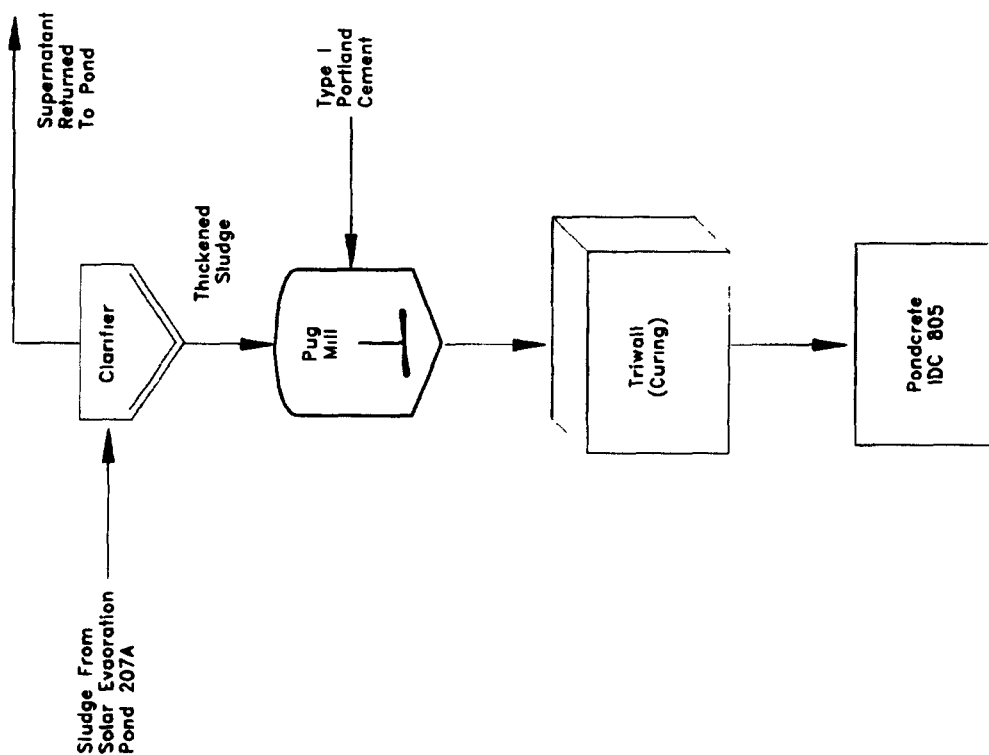 Supernatant
Returned
To Pond
Clarifier
Sludge From
Solar Evaoration
Pond 207A
Thickened
Sludge
Pug
Mill
Type I
Portland
Cement
Triwall
(Curing)
Pondcrete
IDC 805